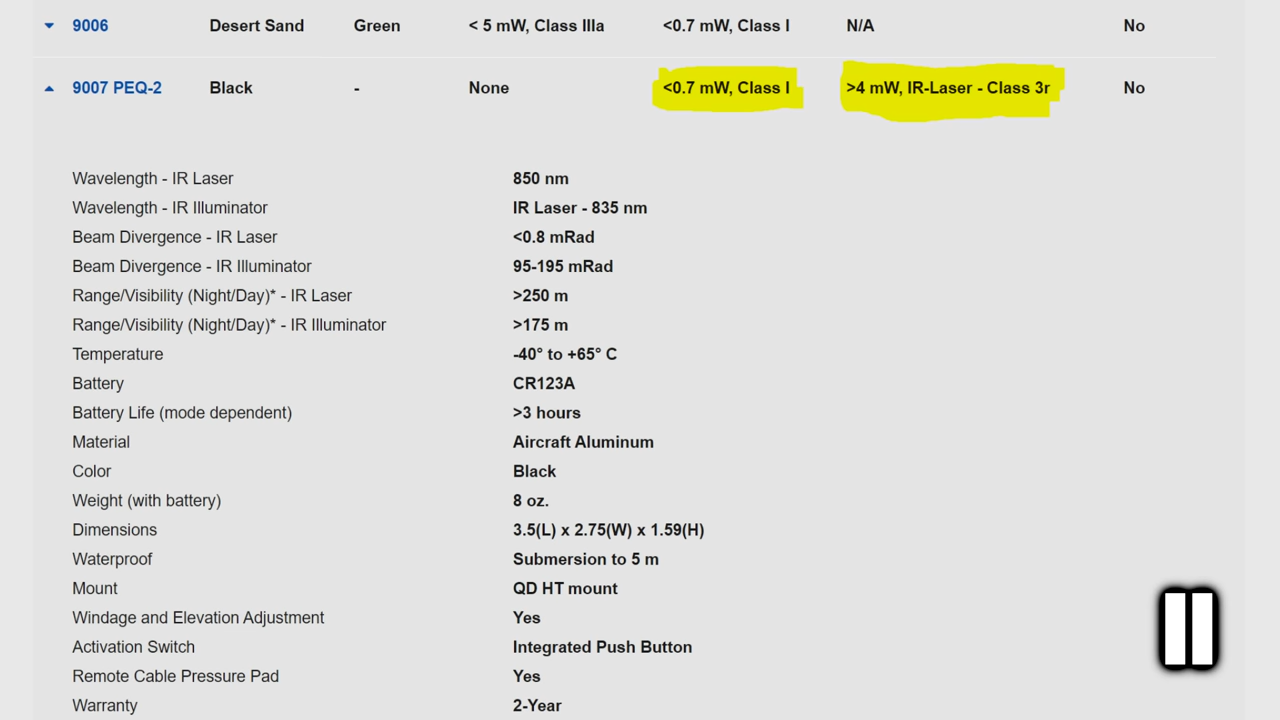 9006 Desert Sand Green < 5 mW, Class IIIa <0.7 mW, Class I N/A No
9007 PEQ-2 Black - None <0.7 mW, Class I >4 mW, IR-Laser - Class 3r No
Wavelength - IR Laser 850 nm
Wavelength - IR Illuminator IR Laser - 835 nm
Beam Divergence - IR Laser <0.8 mRad
Beam Divergence - IR Illuminator 95-195 mRad
Range/Visibility (Night/Day)* - IR Laser >250 m
Range/Visibility (Night/Day)* - IR Illuminator >175 m
Temperature -40° to +65° C
Battery CR123A
Battery Life (mode dependent) >3 hours
Material Aircraft Aluminum
Color Black
Weight (with battery) 8 oz.
Dimensions 3.5(L) x 2.75(W) x 1.59(H)
Waterproof Submersion to 5 m
Mount QD HT mount
Windage and Elevation Adjustment Yes
Activation Switch Integrated Push Button
Remote Cable Pressure Pad Yes
Warranty 2-Year